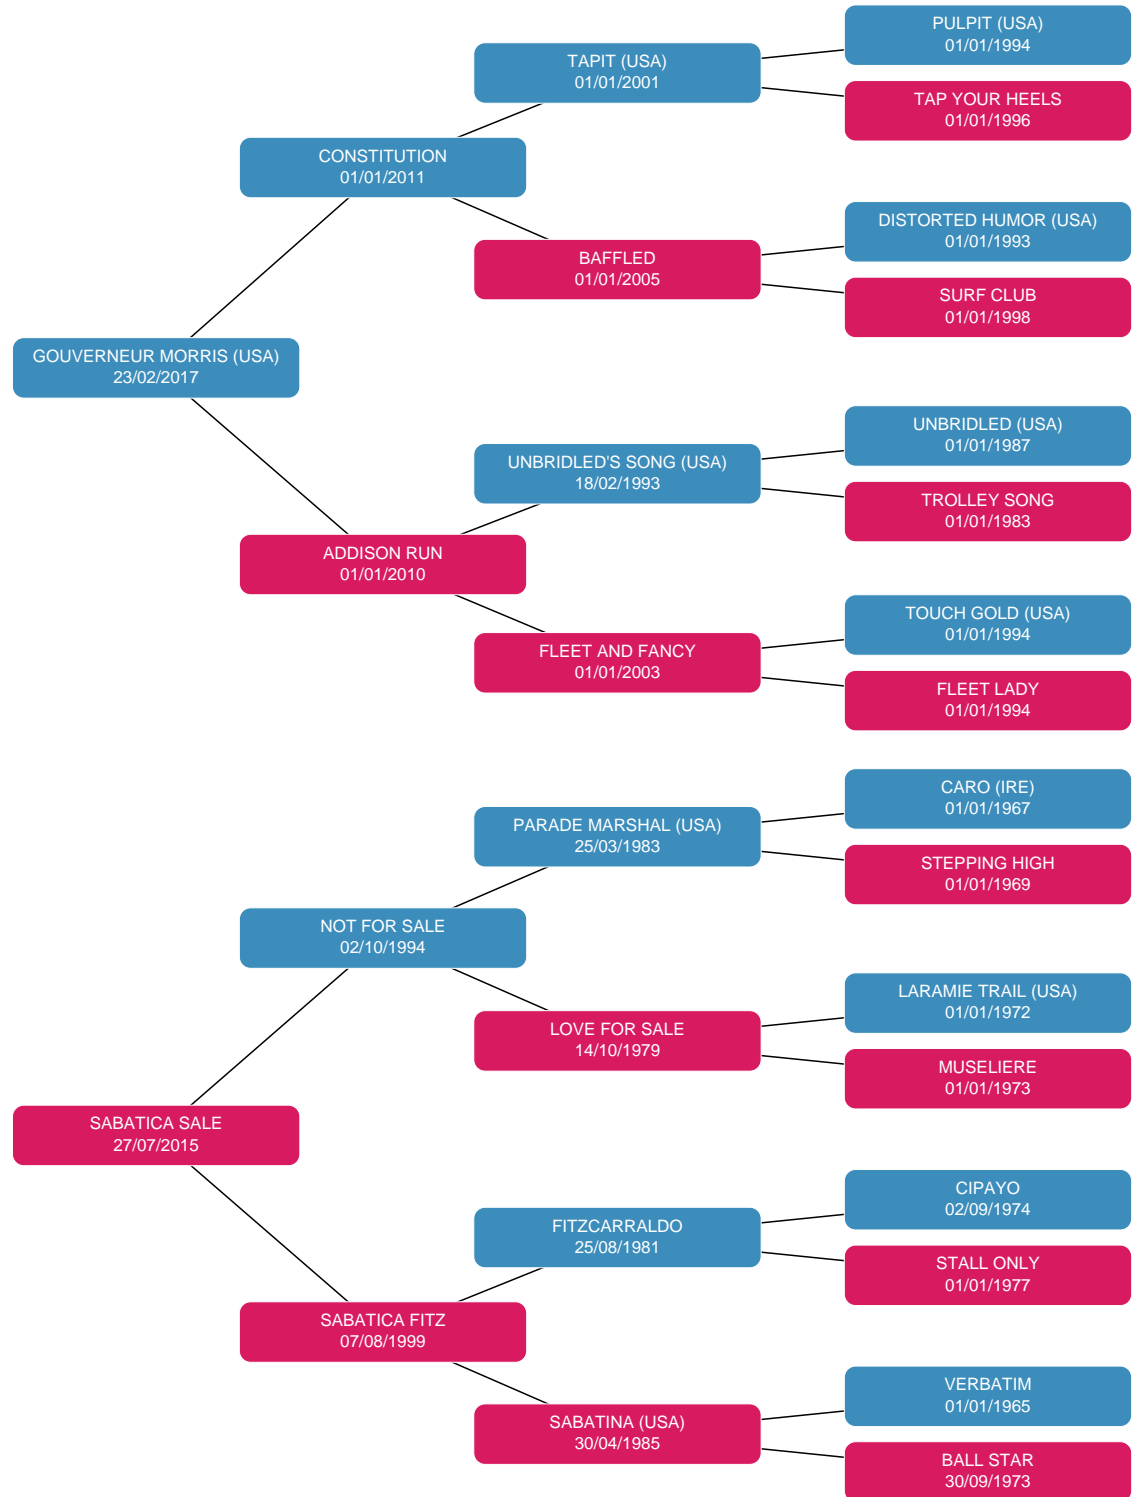 PULPIT (USA)
01/01/1994
TAPIT (USA)
01/01/2001
TAP YOUR HEELS
01/01/1996
CONSTITUTION
01/01/2011
DISTORTED HUMOR (USA)
01/01/1993
BAFFLED
01/01/2005
SURF CLUB
01/01/1998
GOUVERNEUR MORRIS (USA)
23/02/2017
UNBRIDLED (USA)
01/01/1987
UNBRIDLED'S SONG (USA)
18/02/1993
TROLLEY SONG
01/01/1983
ADDISON RUN
01/01/2010
TOUCH GOLD (USA)
01/01/1994
FLEET AND FANCY
01/01/2003
FLEET LADY
01/01/1994
CARO (IRE)
01/01/1967
PARADE MARSHAL (USA)
25/03/1983
STEPPING HIGH
01/01/1969
NOT FOR SALE
02/10/1994
LARAMIE TRAIL (USA)
01/01/1972
LOVE FOR SALE
14/10/1979
MUSELIERE
01/01/1973
SABATICA SALE
27/07/2015
CIPAYO
02/09/1974
FITZCARRALDO
25/08/1981
STALL ONLY
01/01/1977
SABATICA FITZ
07/08/1999
VERBATIM
01/01/1965
SABATINA (USA)
30/04/1985
BALL STAR
30/09/1973